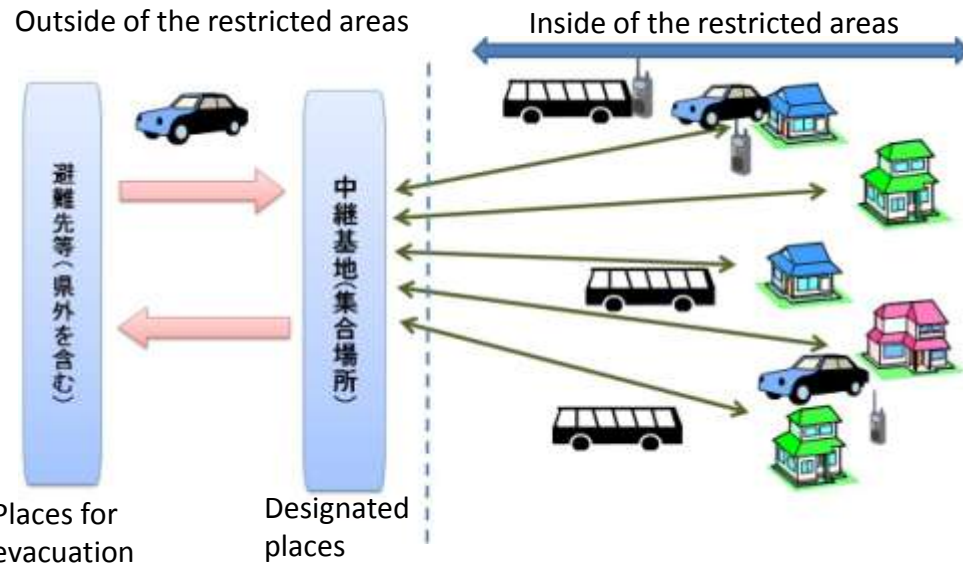 Outside of the restricted areas
Inside of the restricted areas
避難先等(県外を含む)
中継基地(集合場所)
Places for
evacuation
Designated
places